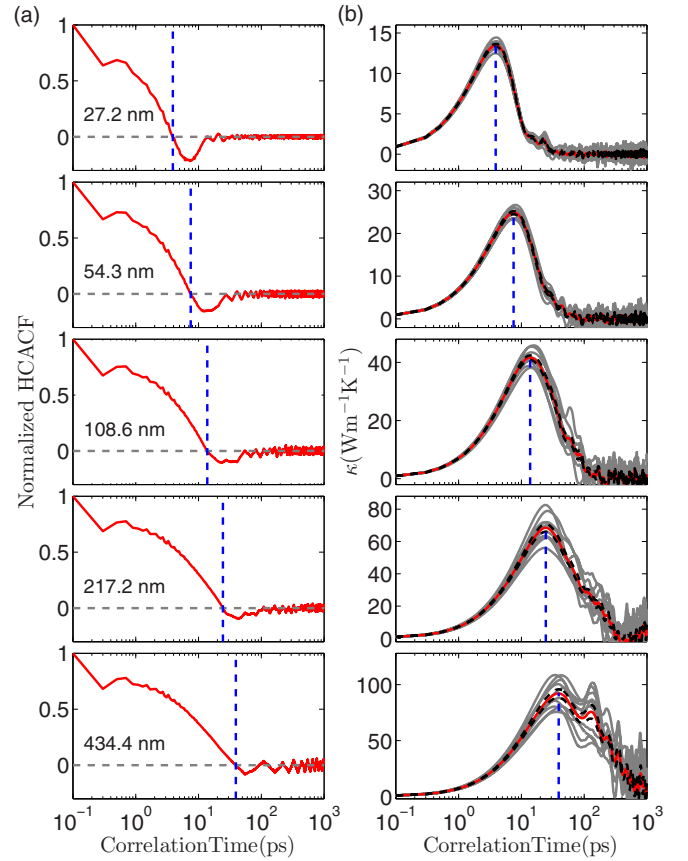 (a)
(b)
Normalized HCACF
κ(Wm⁻¹K⁻¹)
1
0.5
0
27.2 nm
15
10
5
0
1
0.5
0
54.3 nm
30
20
10
0
1
0.5
0
108.6 nm
40
20
0
1
0.5
0
217.2 nm
80
60
40
20
0
1
0.5
0
434.4 nm
100
50
0
10⁻¹ 10⁰ 10¹ 10² 10³
10⁻¹ 10⁰ 10¹ 10² 10³
CorrelationTime(ps)
CorrelationTime(ps)